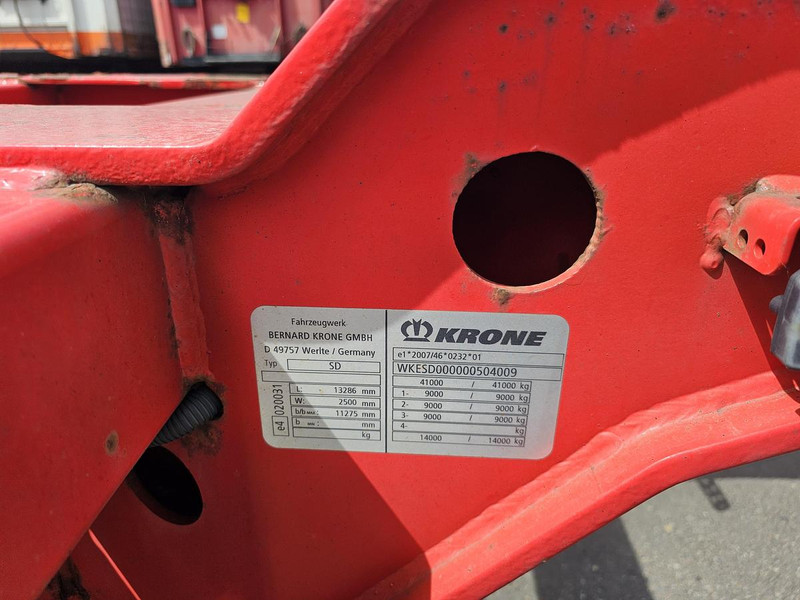 Fahrzeugwerk
BERNARD KRONE GMBH
D 49757 Werlte / Germany
Typ SD
e4 020031
L: 13286 mm
W: 2500 mm
b/b MAX : 11275 mm
b : mm
kg
KRONE
e1*2007/46*0232*01
WKESD000000504009
41000 / 41000 kg
1- 9000 / 9000 kg
2- 9000 / 9000 kg
3- 9000 / 9000 kg
4- kg
14000 / 14000 kg